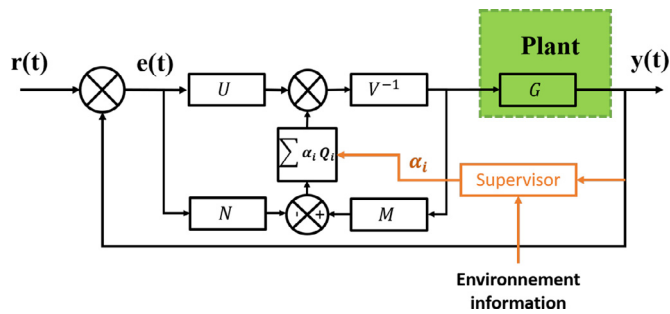 Plant
r(t)
e(t)
y(t)
U
V⁻¹
G
∑ αᵢ Qᵢ
αᵢ
Supervisor
N
- +
M
Environnement
information